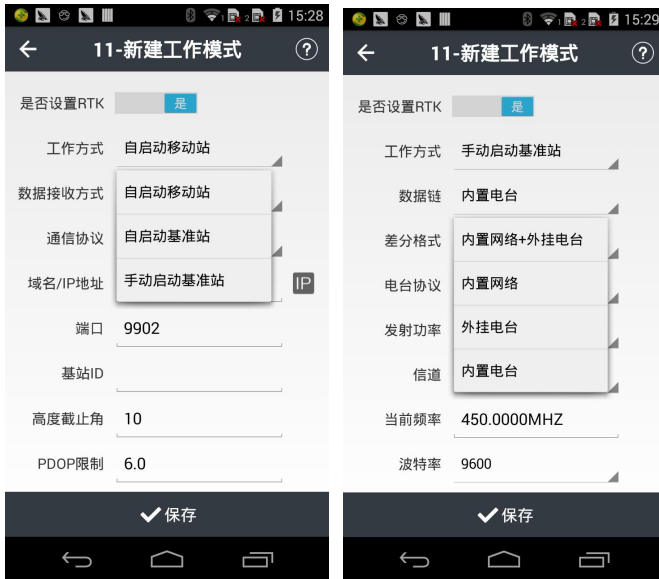 15:28
11-新建工作模式
?
是否设置RTK
是
工作方式
自启动移动站
数据接收方式
自启动移动站
通信协议
自启动基准站
域名/IP地址
手动启动基准站
IP
端口
9902
基站ID
高度截止角
10
PDOP限制
6.0
保存
15:29
11-新建工作模式
?
是否设置RTK
是
工作方式
手动启动基准站
数据链
内置电台
差分格式
内置网络+外挂电台
电台协议
内置网络
发射功率
外挂电台
信道
内置电台
当前频率
450.0000MHZ
波特率
9600
保存